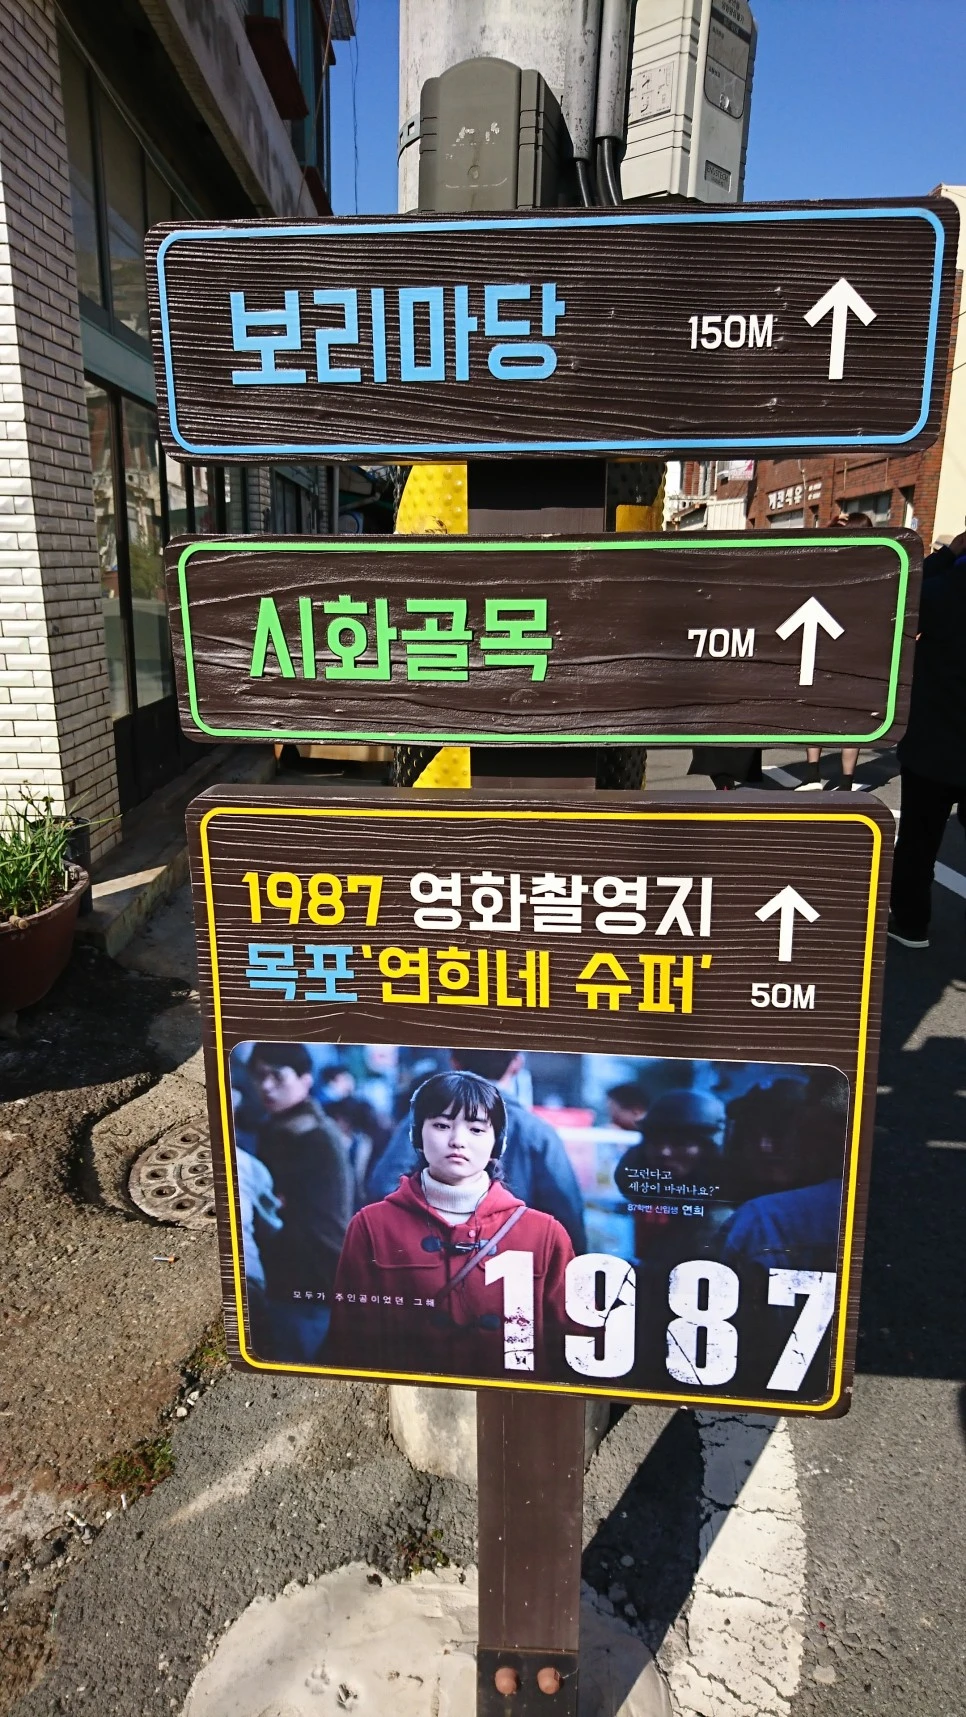 보리마당 150M ↑
시화골목 70M ↑
1987 영화촬영지 ↑
목포 '연희네 슈퍼' 50M
"그런다고
세상이 바뀌나요?"
87학번 신입생 연희
모두가 주인공이었던 그해
1987